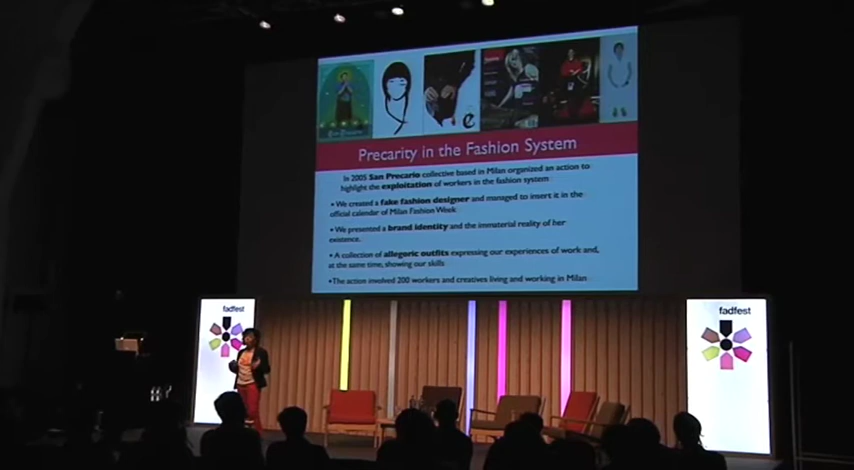 Precarity in the Fashion System
In 2005 San Precario collective based in Milan organized an action to
highlight the exploitation of workers in the fashion system
• We created a fake fashion designer and managed to insert it in the
official calendar of Milan Fashion Week
• We presented a brand identity and the immaterial reality of her
existence.
• A collection of allegoric outfits expressing our experiences of work and,
at the same time, showing our skills
•The action involved 200 workers and creatives living and working in Milan
fadfest
fadfest